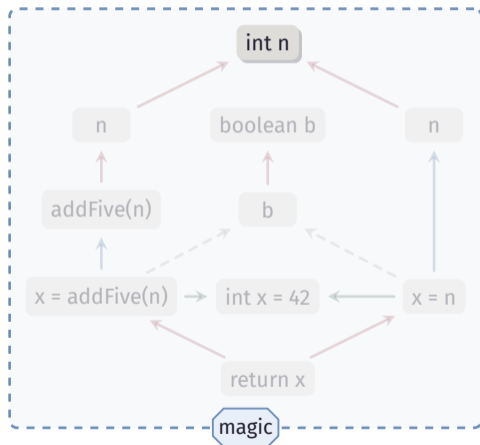 int n
n
boolean b
n
addFive(n)
b
x = addFive(n)
int x = 42
x = n
return x
magic